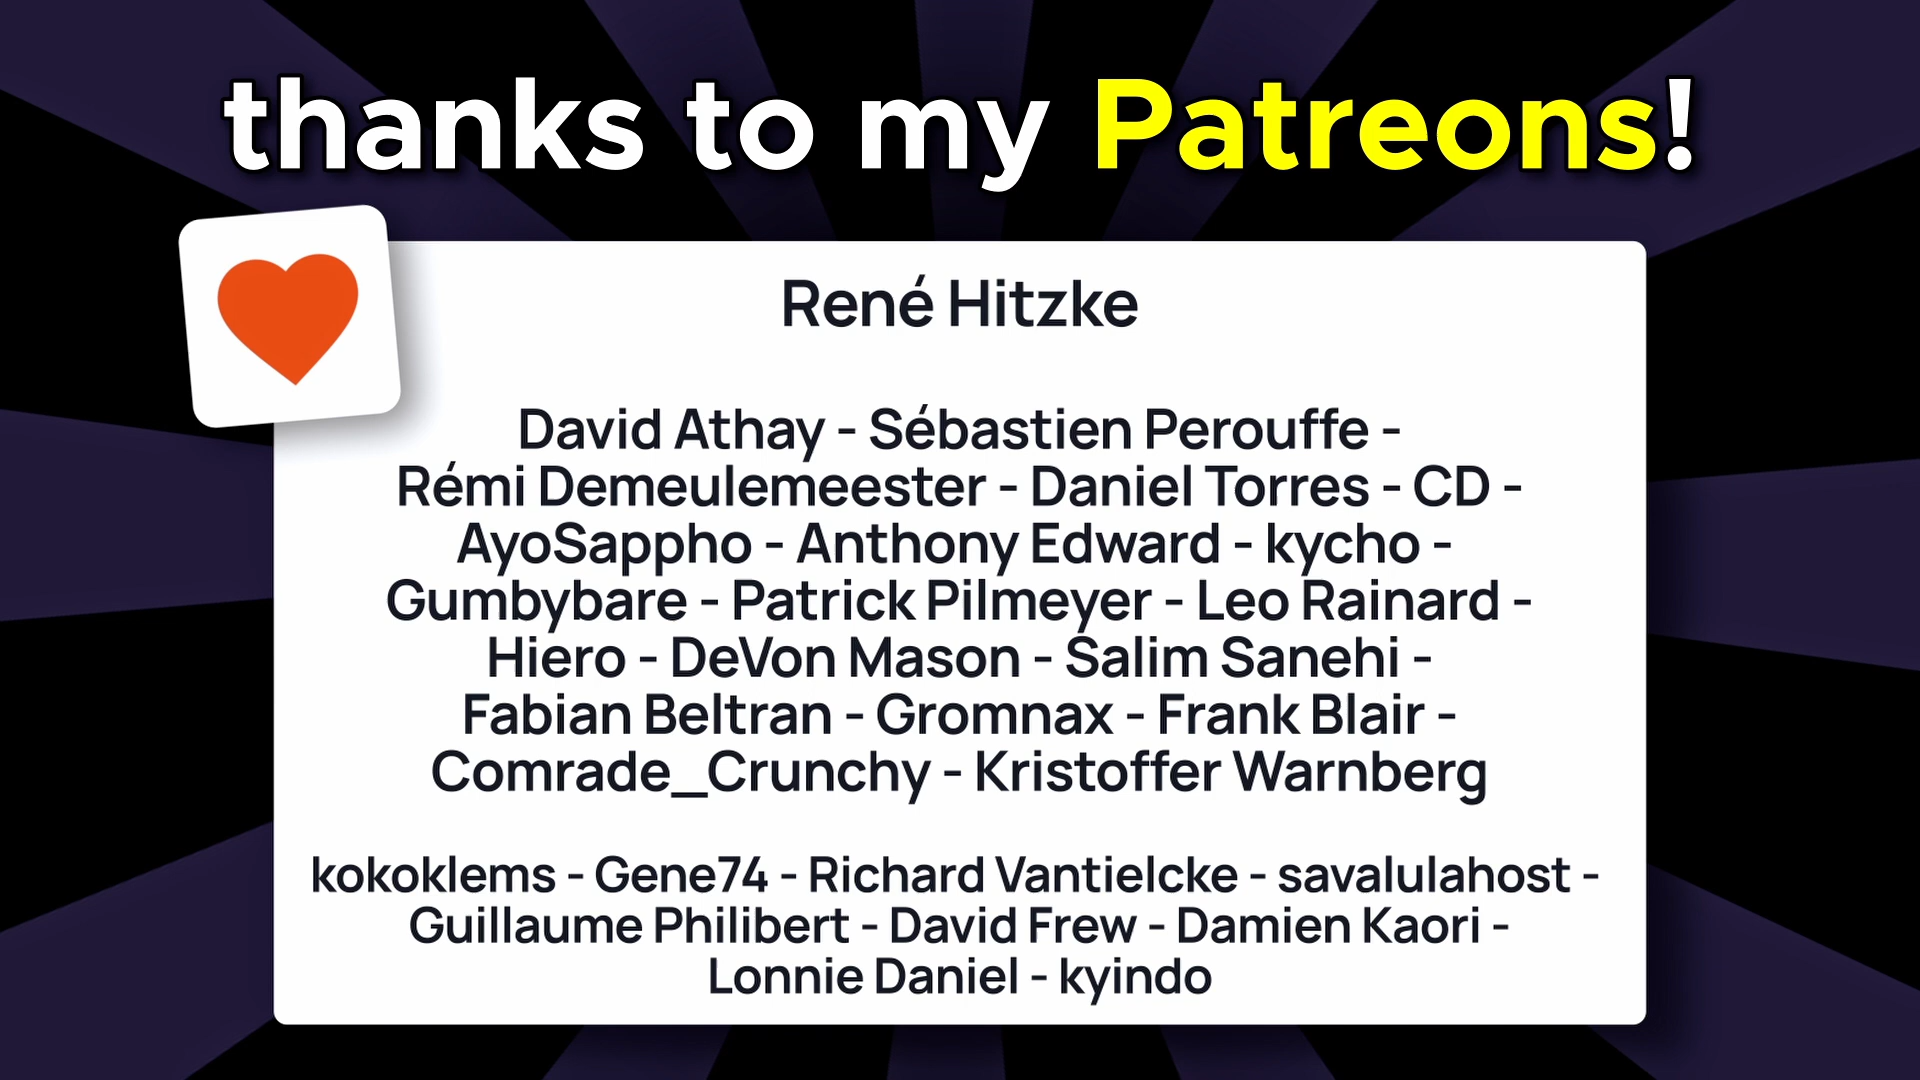 thanks to my Patreons!
René Hitzke
David Athay - Sébastien Perouffe -
Rémi Demeulemeester - Daniel Torres - CD -
AyoSappho - Anthony Edward - kycho -
Gumbybare - Patrick Pilmeyer - Leo Rainard -
Hiero - DeVon Mason - Salim Sanehi -
Fabian Beltran - Gromnax - Frank Blair -
Comrade_Crunchy - Kristoffer Warnberg
kokoklems - Gene74 - Richard Vantielcke - savalulahost -
Guillaume Philibert - David Frew - Damien Kaori -
Lonnie Daniel - kyindo